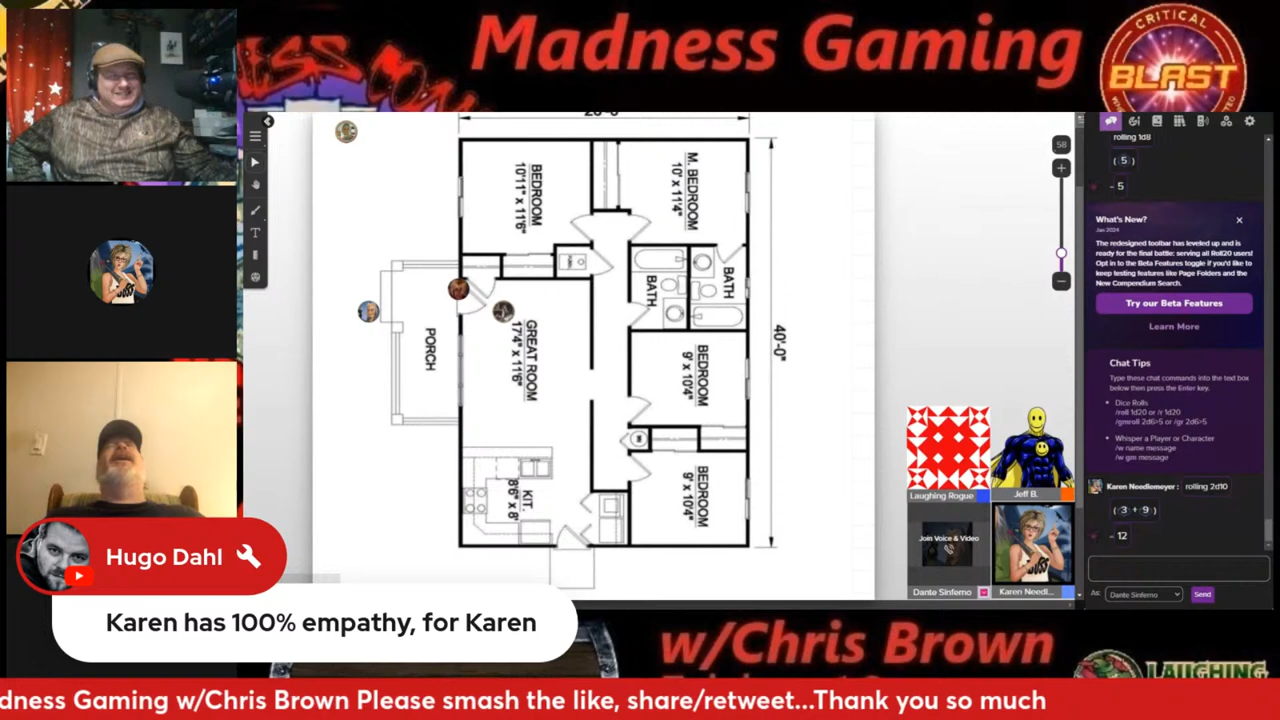 Madness Gaming
CRITICAL
BLAST
BEDROOM
10'11" x 11'6"
M. BEDROOM
10' x 11'4"
BATH
BATH
40'-0"
PORCH
GREAT ROOM
17'4" x 11'6"
BEDROOM
9' x 10'4"
KIT.
8'6" x 8'
BEDROOM
9' x 10'4"
58
rolling 1d8
( 5 )
- 5
What's New?
Jan 2024
The redesigned toolbar has leveled up and is
ready for the final battle: serving all Roll20 users!
Opt in to the Beta Features toggle if you'd like to
keep testing features like Page Folders and the
New Compendium Search.
Try our Beta Features
Learn More
Chat Tips
Type these chat commands into the text box
below then press the Enter key.
Dice Rolls
/roll 1d20 or /r 1d20
/gmroll 2d6>5 or /gr 2d6>5
Whisper a Player or Character
/w name message
/w gm message
Karen Needlemeyer : rolling 2d10
( 3 + 9 )
- 12
As: Dante Sinferno Send
Laughing Rogue
Jeff B.
Join Voice & Video
Dante Sinferno
Karen Needl...
Hugo Dahl
Karen has 100% empathy, for Karen
w/Chris Brown
LAUGHING
dness Gaming w/Chris Brown Please smash the like, share/retweet...Thank you so much